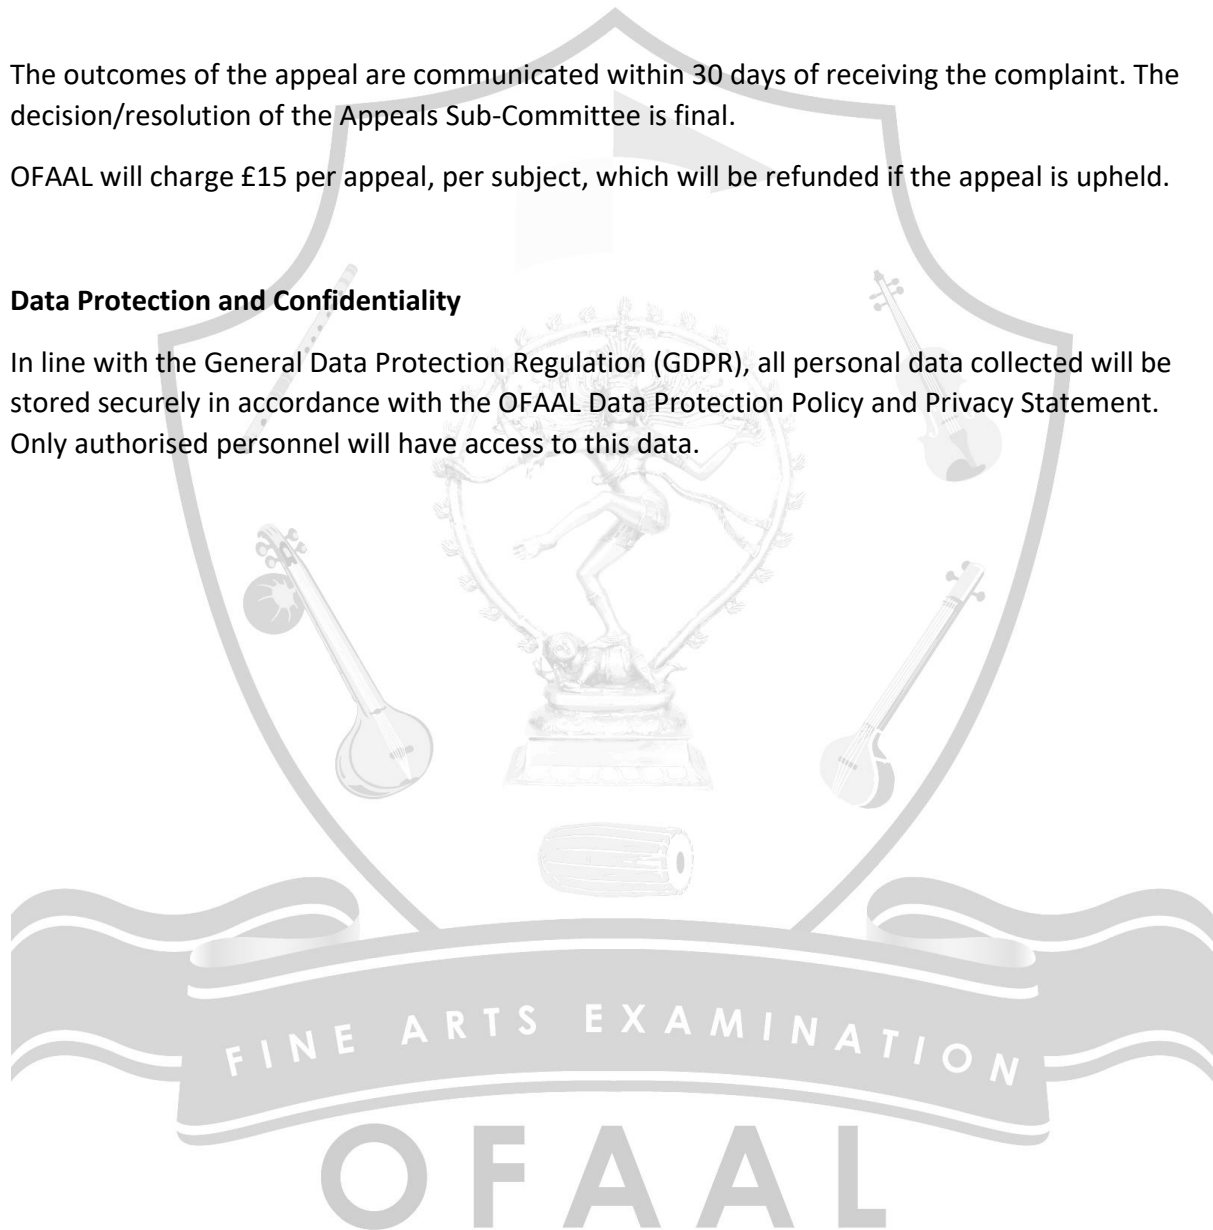 The outcomes of the appeal are communicated within 30 days of receiving the complaint. The
decision/resolution of the Appeals Sub-Committee is final.
OFAAL will charge £15 per appeal, per subject, which will be refunded if the appeal is upheld.
Data Protection and Confidentiality
In line with the General Data Protection Regulation (GDPR), all personal data collected will be
stored securely in accordance with the OFAAL Data Protection Policy and Privacy Statement.
Only authorised personnel will have access to this data.
FINE ARTS EXAMINATION
OFAAL